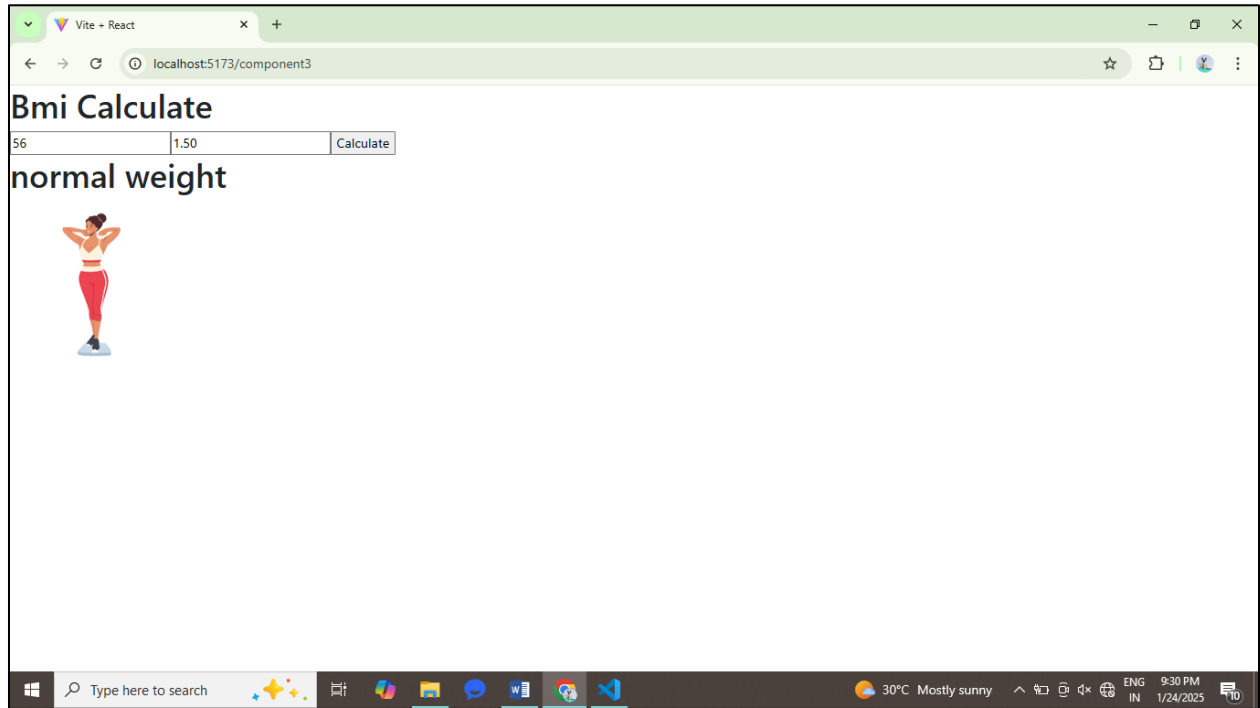 Vite + React
localhost:5173/component3
Bmi Calculate
56 1.50 Calculate
normal weight
Type here to search 30°C Mostly sunny ENG 9:30 PM
IN 1/24/2025 10